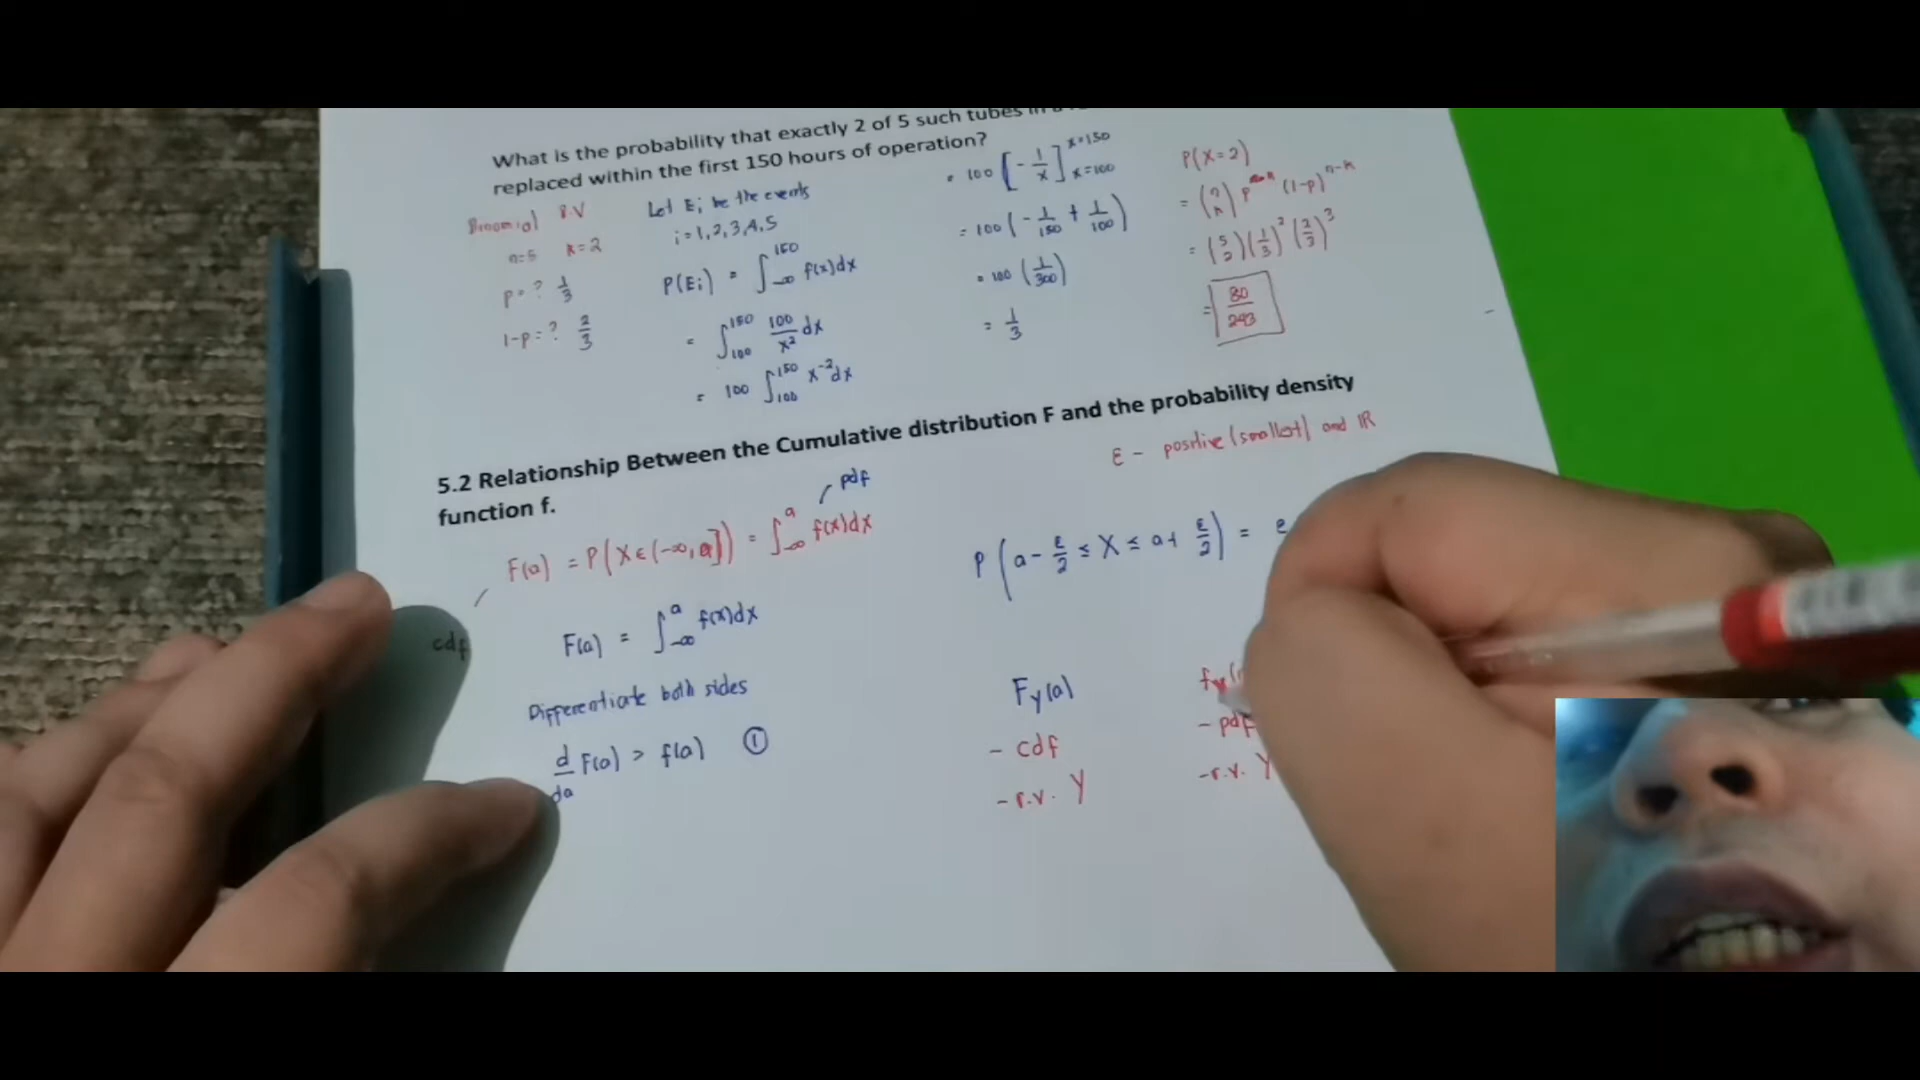 What is the probability that exactly 2 of 5 such tubes in
replaced within the first 150 hours of operation?
Binomial R.V
n=5 k=2
p = ? 1/3
1-p = ? 2/3
Let Ei be the events
i = 1,2,3,4,5
P(Ei) = ∫_{-∞}^{150} f(x)dx
= ∫_{100}^{150} 100/x² dx
= 100 ∫_{100}^{150} x⁻² dx
= 100 [-1/x] x=150 x=100
= 100 (-1/150 + 1/100)
= 100 (1/300)
= 1/3
P(X=2)
= (n k) p (1-p)^{n-k}
= (5 2) (1/3)² (2/3)³
= 80/243
5.2 Relationship Between the Cumulative distribution F and the probability density
function f.
pdf
F(a) = P(X∈(-∞,a]) = ∫_{-∞}^{a} f(x)dx
cdf
F(a) = ∫_{-∞}^{a} f(x)dx
Differentiate both sides
d/da F(a) = f(a) ①
ε - positive (smallest) and IR
P(a - ε/2 ≤ X ≤ a + ε/2) =
F_Y(a)
- cdf
- r.v. Y
f_Y(
- pdf
- r.v. Y